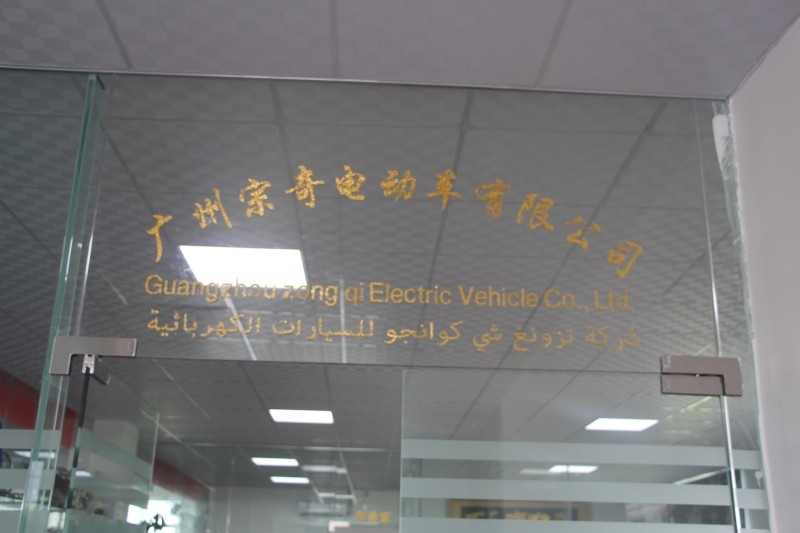 广州宗奇电动车有限公司
Guangzhou zong qi Electric Vehicle Co., Ltd.
شركة تزونغ شي كوانجو للسيارات الكهربائية